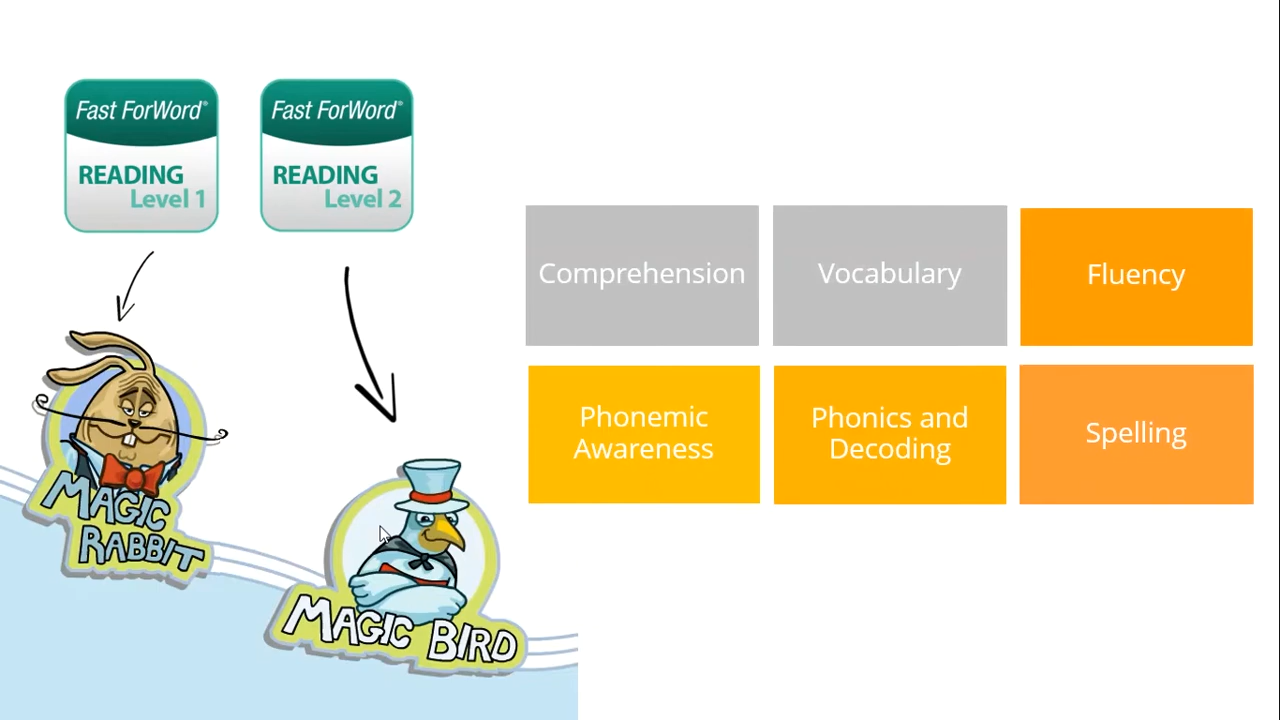 Fast ForWord®
READING
Level 1
Fast ForWord®
READING
Level 2
MAGIC
RABBIT
MAGIC BIRD
Comprehension
Vocabulary
Fluency
Phonemic
Awareness
Phonics and
Decoding
Spelling